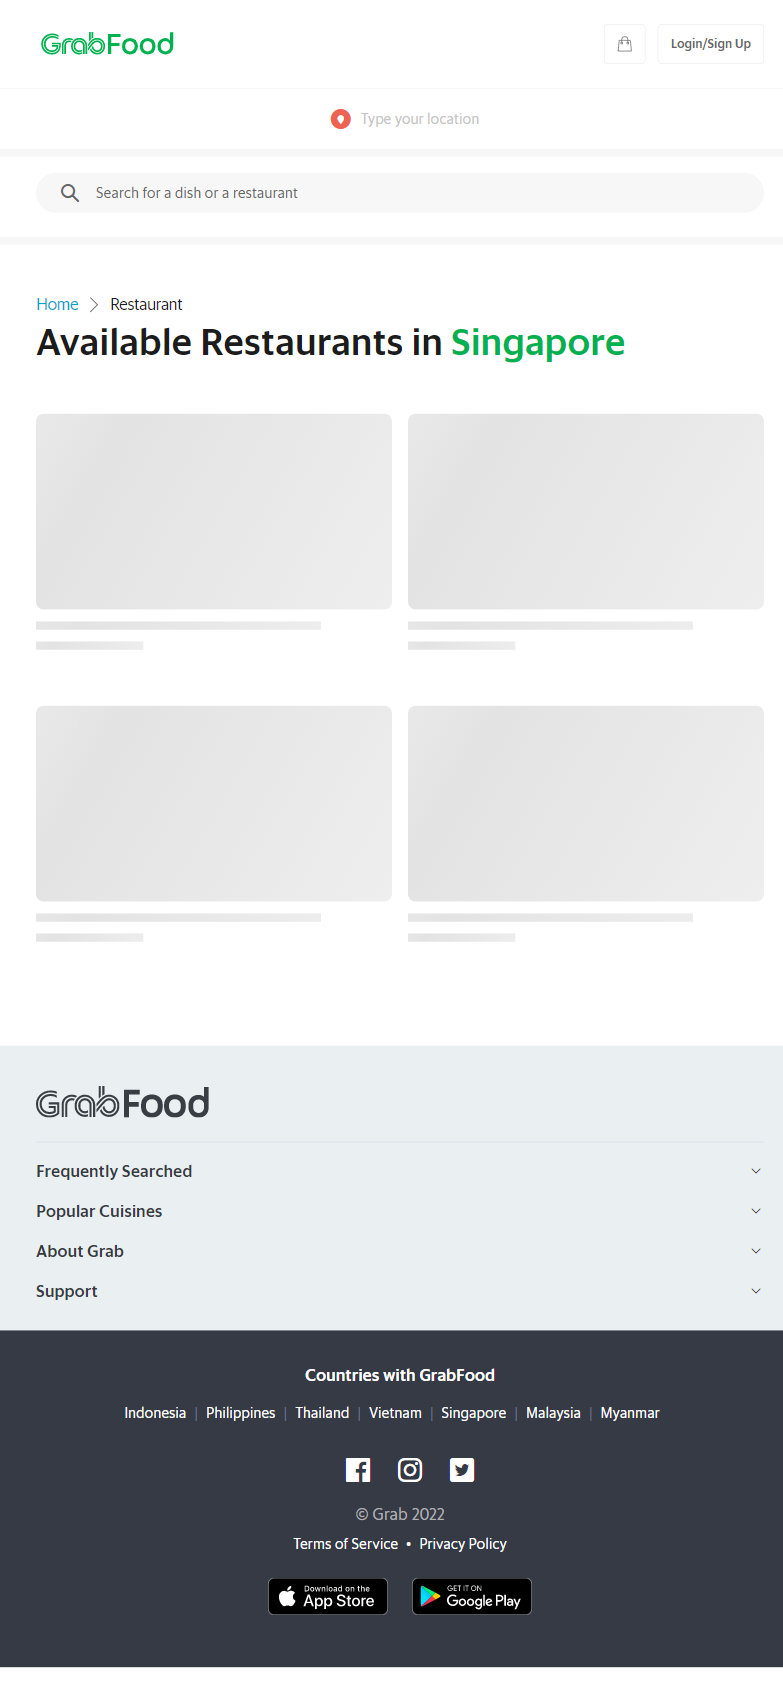 GrabFood
Login/Sign Up
Type your location
Search for a dish or a restaurant
Home > Restaurant
Available Restaurants in Singapore
GrabFood
Frequently Searched
Popular Cuisines
About Grab
Support
Countries with GrabFood
Indonesia | Philippines | Thailand | Vietnam | Singapore | Malaysia | Myanmar
© Grab 2022
Terms of Service • Privacy Policy
Download on the
App Store
GET IT ON
Google Play